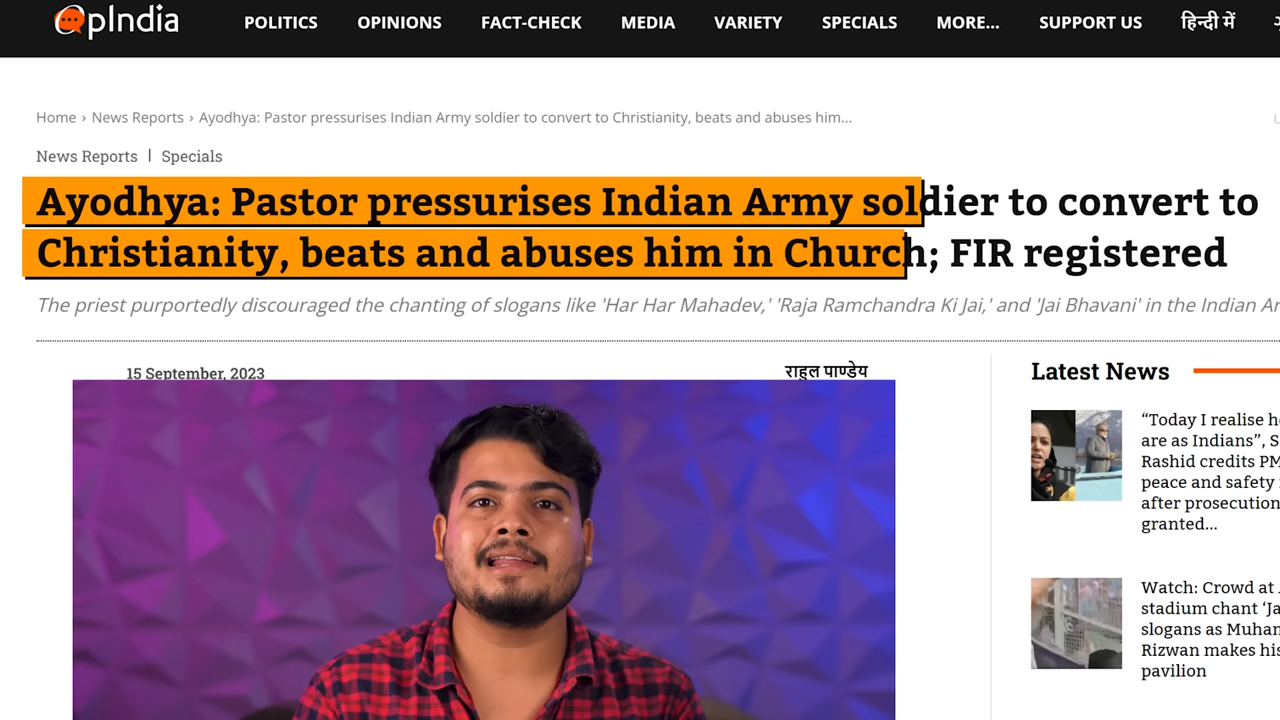 OpIndia
POLITICS OPINIONS FACT-CHECK MEDIA VARIETY SPECIALS MORE... SUPPORT US हिन्दी में
Home › News Reports › Ayodhya: Pastor pressurises Indian Army soldier to convert to Christianity, beats and abuses him...
News Reports | Specials
Ayodhya: Pastor pressurises Indian Army soldier to convert to
Christianity, beats and abuses him in Church; FIR registered
The priest purportedly discouraged the chanting of slogans like 'Har Har Mahadev,' 'Raja Ramchandra Ki Jai,' and 'Jai Bhavani' in the Indian
15 September, 2023
राहुल पाण्डेय
Latest News
“Today I realise
are as Indians”,
Rashid credits PM
peace and safety
after prosecution
granted...
Watch: Crowd at
stadium chant
slogans as
Rizwan makes
pavilion